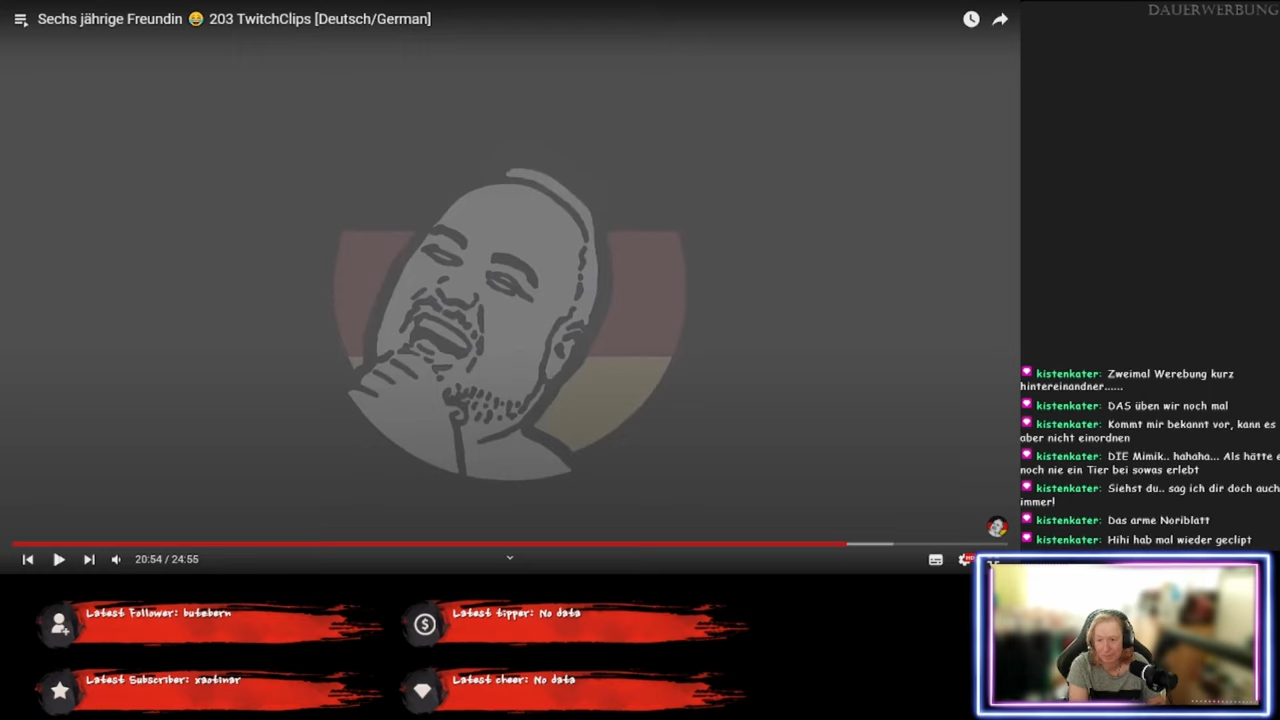 Sechs jährige Freundin 😂 203 TwitchClips [Deutsch/German]
DAUERWERBUNG
kistenkater: Zweimal Werebung kurz
hintereinandner......
kistenkater: DAS üben wir noch mal
kistenkater: Kommt mir bekannt vor, kann es
aber nicht einordnen
kistenkater: DIE Mimik.. hahaha... Als hätte e
noch nie ein Tier bei sowas erlebt
kistenkater: Siehst du.. sag ich dir doch auch
immer!
kistenkater: Das arme Noriblatt
kistenkater: Hihi hab mal wieder geclipt
20:54 / 24:55
Latest Follower: butebern
Latest tipper: No data
Latest Subscriber: xaotinar
Latest cheer: No data